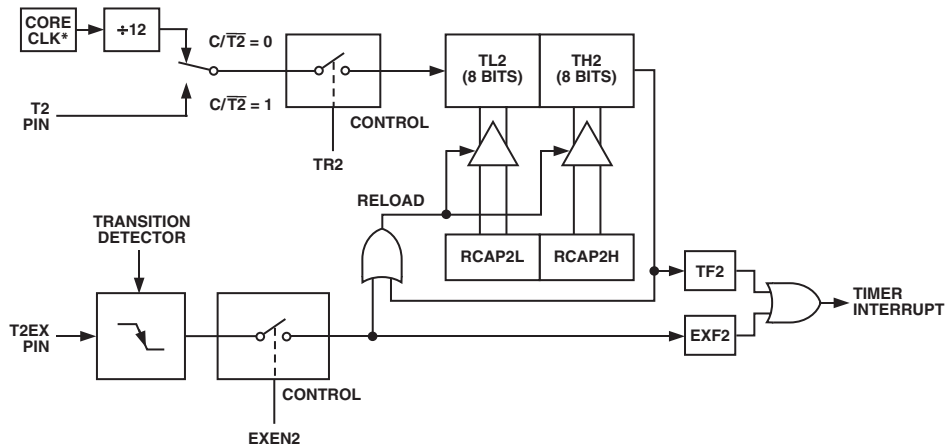 CORE
CLK*
÷12
C/T2̅ = 0
C/T2̅ = 1
T2
PIN
CONTROL
TR2
TL2
(8 BITS)
TH2
(8 BITS)
RELOAD
RCAP2L
RCAP2H
TRANSITION
DETECTOR
T2EX
PIN
CONTROL
EXEN2
TF2
EXF2
TIMER
INTERRUPT